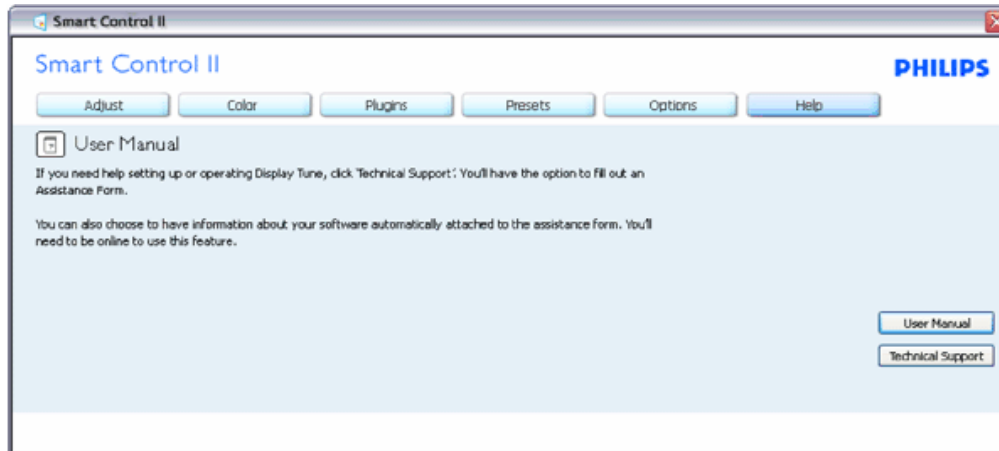 Smart Control II
Smart Control II
PHILIPS
Adjust Color Plugins Presets Options Help
User Manual
If you need help setting up or operating Display Tune, click 'Technical Support'. You'll have the option to fill out an
Assistance Form.
You can also choose to have information about your software automatically attached to the assistance form. You'll
need to be online to use this feature.
User Manual
Technical Support